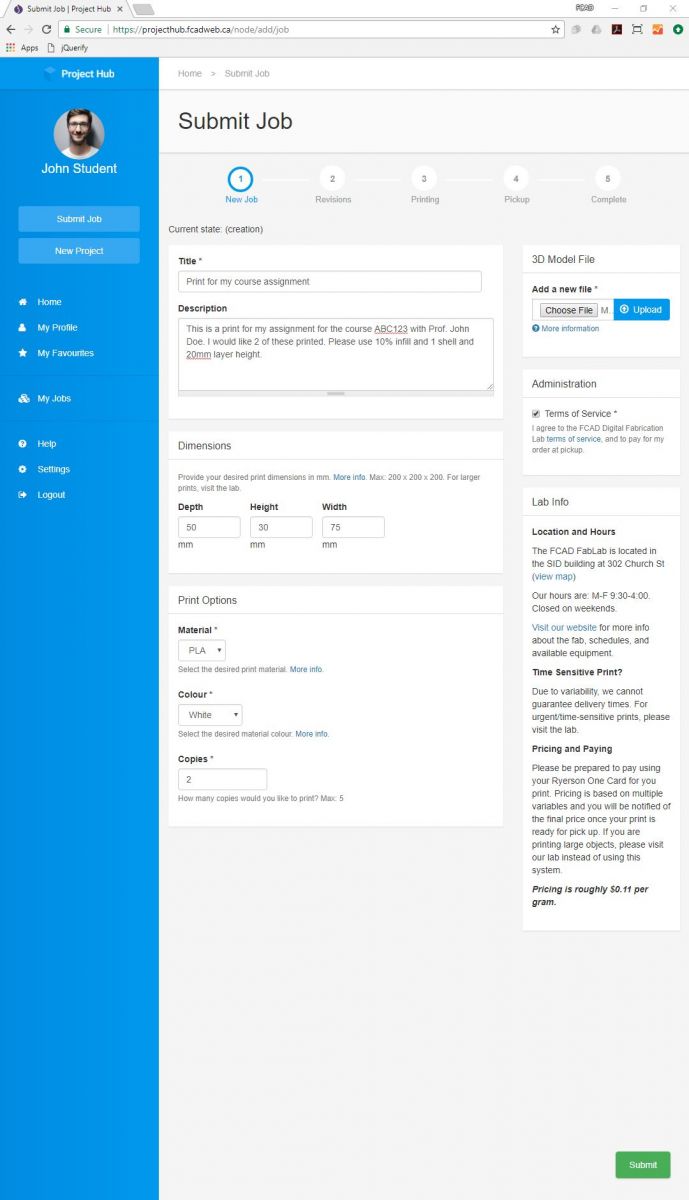 Submit Job | Project Hub
FCAD
Secure
https://projecthub.fcadweb.ca/node/add/job
Apps
jQuerify
Project Hub
John Student
Submit Job
New Project
Home
My Profile
My Favourites
My Jobs
Help
Settings
Logout
Home > Submit Job
Submit Job
1 2 3 4 5
New Job Revisions Printing Pickup Complete
Current state: (creation)
Title *
Print for my course assignment
Description
This is a print for my assignment for the course ABC123 with Prof. John
Doe. I would like 2 of these printed. Please use 10% infill and 1 shell and
20mm layer height.
Dimensions
Provide your desired print dimensions in mm. More info. Max: 200 x 200 x 200. For larger
prints, visit the lab.
Depth Height Width
50 30 75
mm mm mm
Print Options
Material *
PLA
Select the desired print material. More info.
Colour *
White
Select the desired material colour. More info.
Copies *
2
How many copies would you like to print? Max: 5
3D Model File
Add a new file *
Choose File M... Upload
More information
Administration
Terms of Service *
I agree to the FCAD Digital Fabrication
Lab terms of service, and to pay for my
order at pickup.
Lab Info
Location and Hours
The FCAD FabLab is located in
the SID building at 302 Church St
(view map)
Our hours are: M-F 9:30-4:00.
Closed on weekends.
Visit our website for more info
about the fab, schedules, and
available equipment.
Time Sensitive Print?
Due to variability, we cannot
guarantee delivery times. For
urgent/time-sensitive prints, please
visit the lab.
Pricing and Paying
Please be prepared to pay using
your Ryerson One Card for you
print. Pricing is based on multiple
variables and you will be notified of
the final price once your print is
ready for pick up. If you are
printing large objects, please visit
our lab instead of using this
system.
Pricing is roughly $0.11 per
gram.
Submit